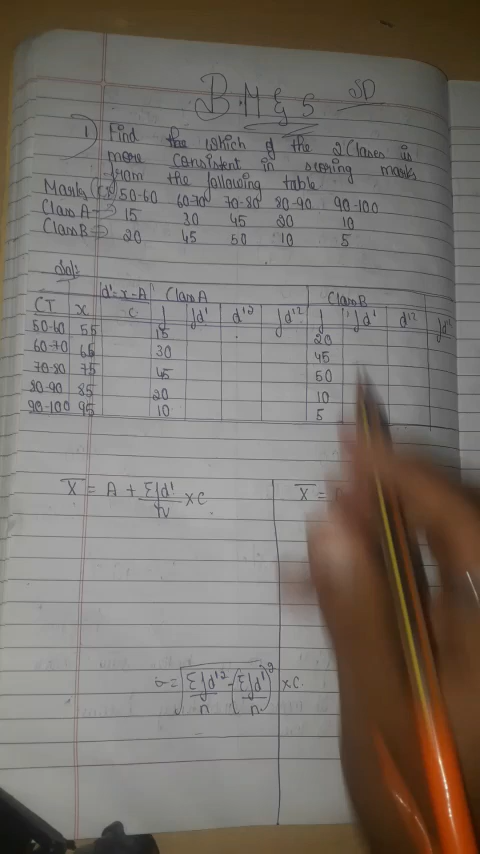 B.M & S SD
1) Find the which of the 2 Classes is
more consistent in scoring marks
from the following table
Marks 50-60 60-70 70-80 80-90 90-100
Class A → 15 30 45 20 10
Class B → 20 45 50 10 5
Sol:
d' = x - A Class A Class B
CI x c f fd' d'² fd'² f fd' d'² fd'²
50-60 55 15 20
60-70 65 30 45
70-80 75 45 50
80-90 85 20 10
90-100 95 10 5
X̄ = A + Σfd'/N × C X̄ =
σ = √Σfd'²/n - (Σfd'/n)² × C